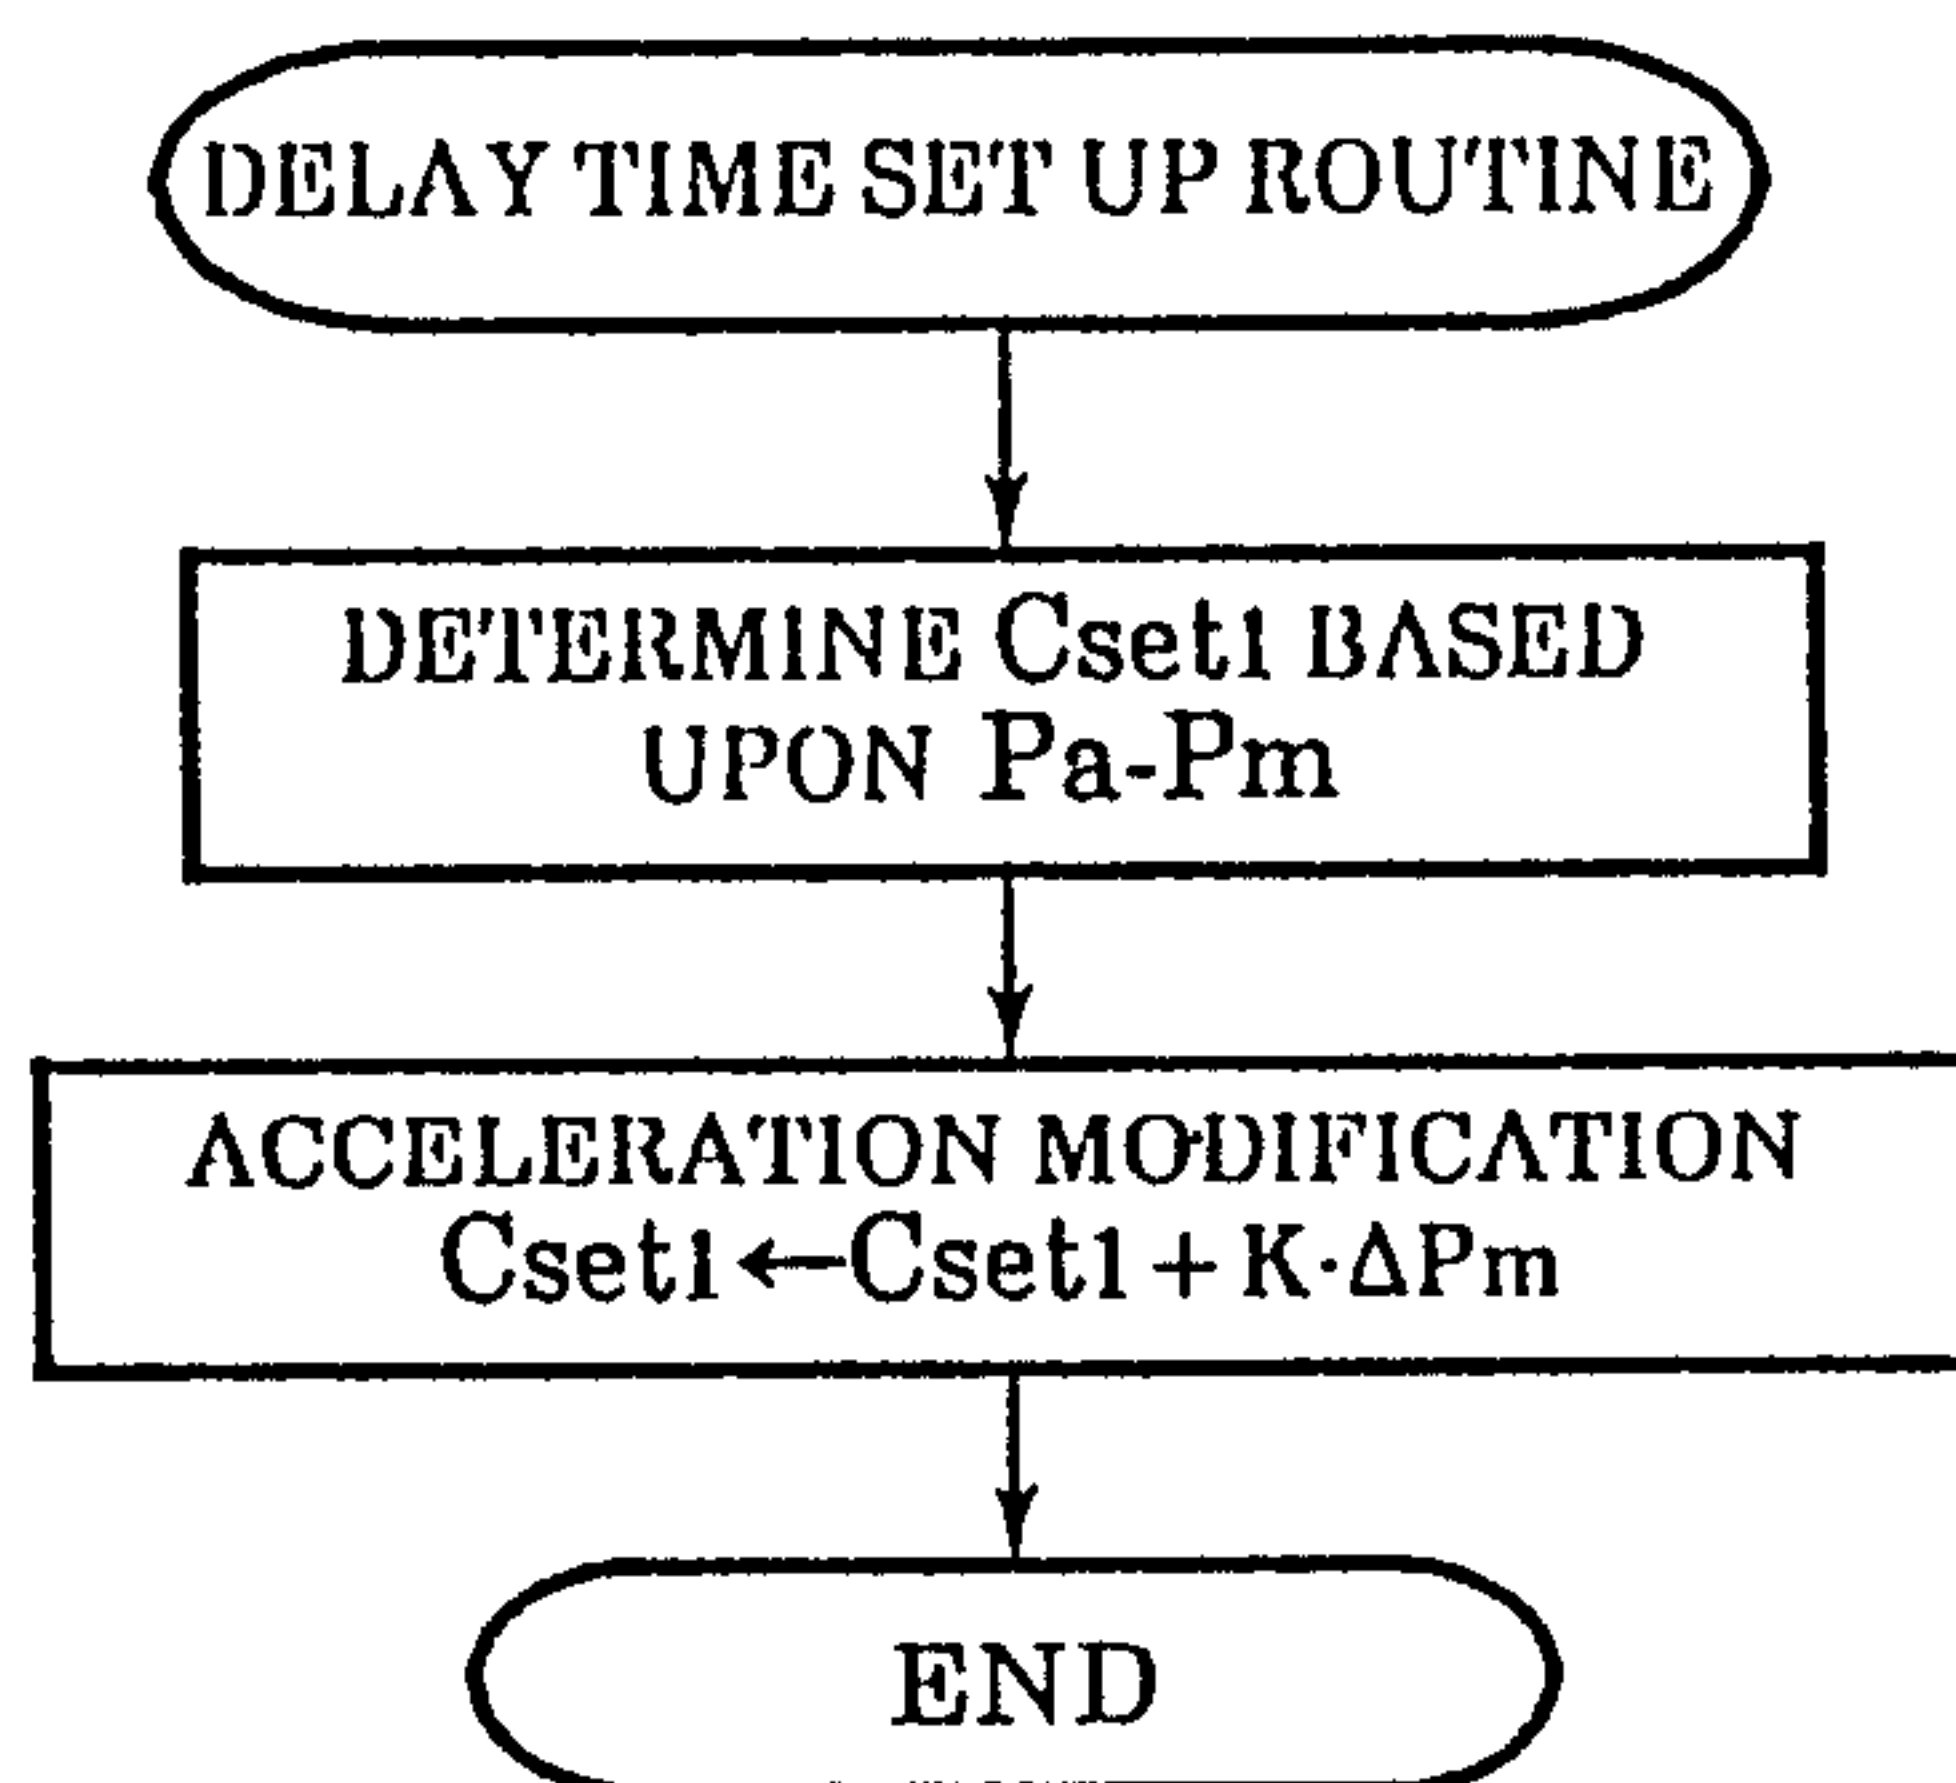 DELAY TIME SET UP ROUTINE
DETERMINE Cset1 BASED
UPON Pa-Pm
ACCELERATION MODIFICATION
Cset1←Cset1+K·ΔPm
END